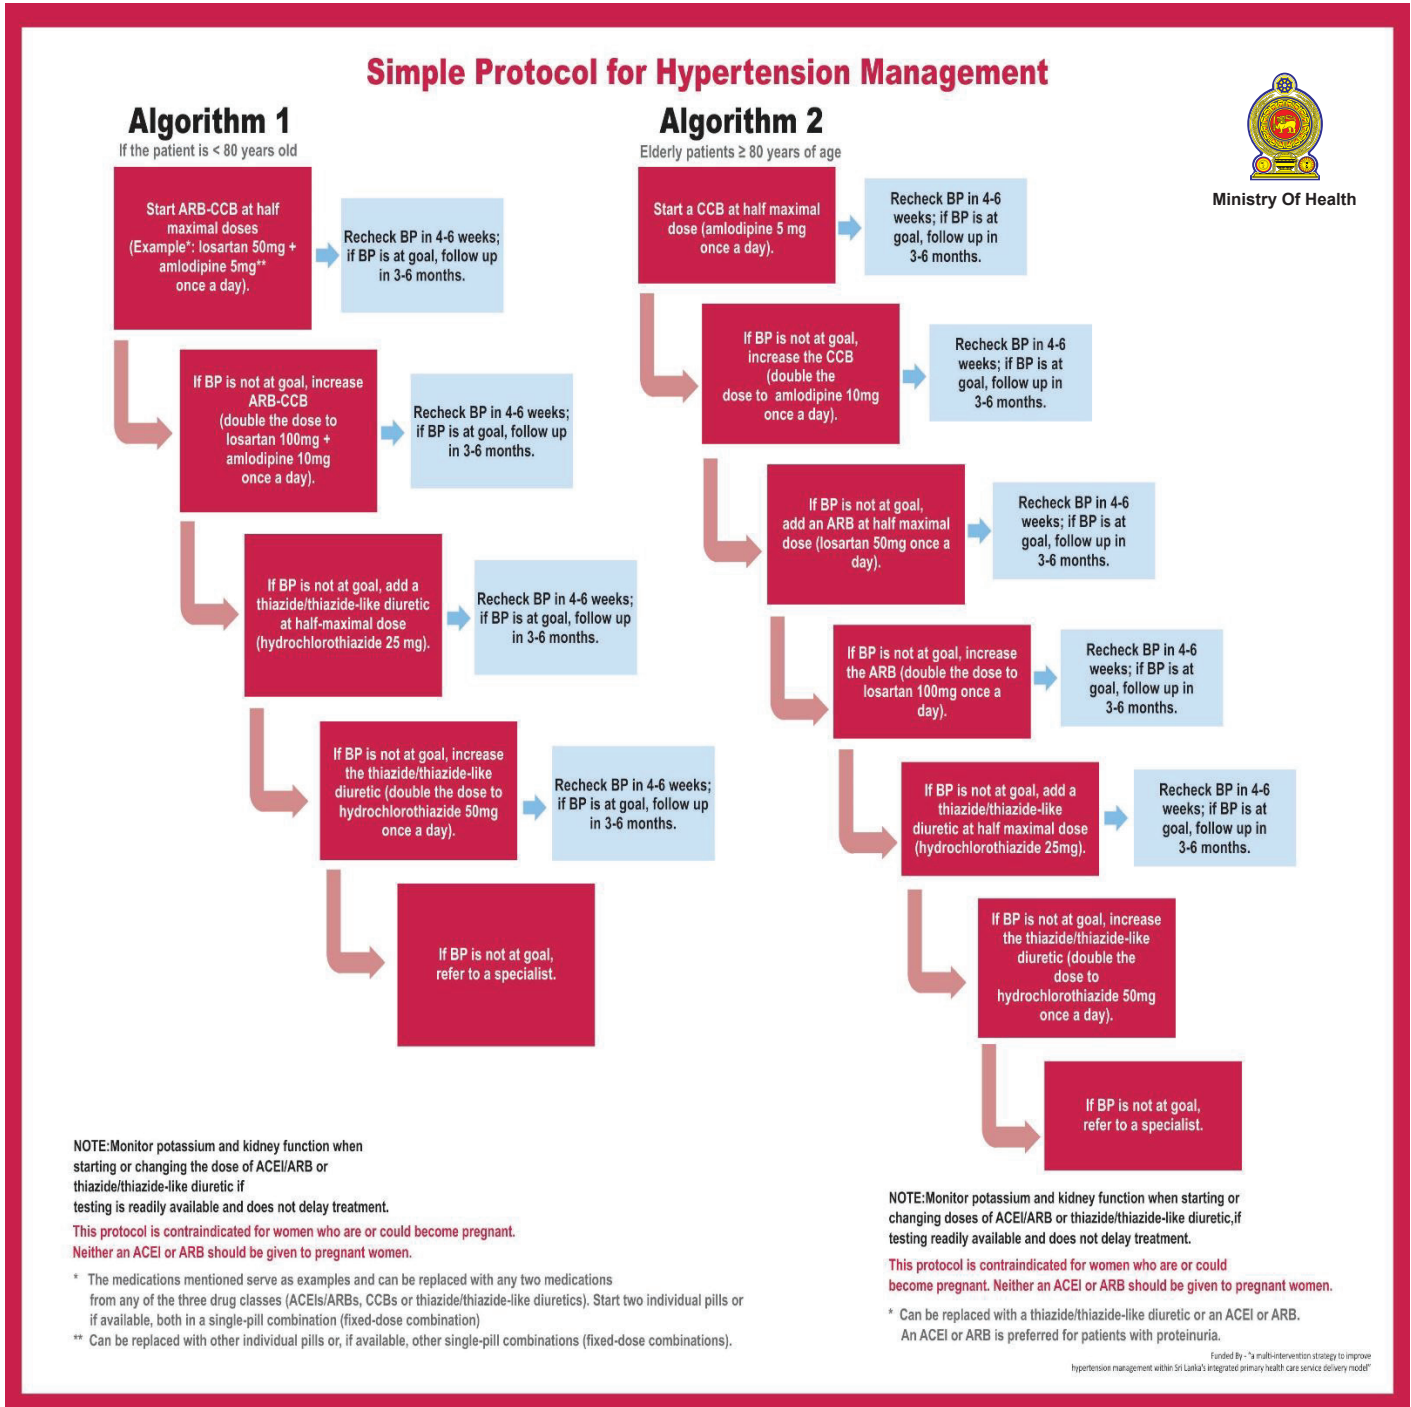 Simple Protocol for Hypertension Management
Ministry Of Health
Algorithm 1
If the patient is < 80 years old
Start ARB-CCB at half
maximal doses
(Example*: losartan 50mg +
amlodipine 5mg**
once a day).
Recheck BP in 4-6 weeks;
if BP is at goal, follow up
in 3-6 months.
If BP is not at goal, increase
ARB-CCB
(double the dose to
losartan 100mg +
amlodipine 10mg
once a day).
Recheck BP in 4-6 weeks;
if BP is at goal, follow up
in 3-6 months.
If BP is not at goal, add a
thiazide/thiazide-like diuretic
at half-maximal dose
(hydrochlorothiazide 25 mg).
Recheck BP in 4-6 weeks;
if BP is at goal, follow up
in 3-6 months.
If BP is not at goal, increase
the thiazide/thiazide-like
diuretic (double the dose to
hydrochlorothiazide 50mg
once a day).
Recheck BP in 4-6 weeks;
if BP is at goal, follow up
in 3-6 months.
If BP is not at goal,
refer to a specialist.
NOTE:Monitor potassium and kidney function when
starting or changing the dose of ACEI/ARB or
thiazide/thiazide-like diuretic if
testing is readily available and does not delay treatment.
This protocol is contraindicated for women who are or could become pregnant.
Neither an ACEI or ARB should be given to pregnant women.
* The medications mentioned serve as examples and can be replaced with any two medications
from any of the three drug classes (ACEIs/ARBs, CCBs or thiazide/thiazide-like diuretics). Start two individual pills or
if available, both in a single-pill combination (fixed-dose combination)
** Can be replaced with other individual pills or, if available, other single-pill combinations (fixed-dose combinations).
Algorithm 2
Elderly patients ≥ 80 years of age
Start a CCB at half maximal
dose (amlodipine 5 mg
once a day).
Recheck BP in 4-6
weeks; if BP is at
goal, follow up in
3-6 months.
If BP is not at goal,
increase the CCB
(double the
dose to amlodipine 10mg
once a day).
Recheck BP in 4-6
weeks; if BP is at
goal, follow up in
3-6 months.
If BP is not at goal,
add an ARB at half maximal
dose (losartan 50mg once a
day).
Recheck BP in 4-6
weeks; if BP is at
goal, follow up in
3-6 months.
If BP is not at goal, increase
the ARB (double the dose to
losartan 100mg once a
day).
Recheck BP in 4-6
weeks; if BP is at
goal, follow up in
3-6 months.
If BP is not at goal, add a
thiazide/thiazide-like
diuretic at half maximal dose
(hydrochlorothiazide 25mg).
Recheck BP in 4-6
weeks; if BP is at
goal, follow up in
3-6 months.
If BP is not at goal, increase
the thiazide/thiazide-like
diuretic (double the
dose to
hydrochlorothiazide 50mg
once a day).
If BP is not at goal,
refer to a specialist.
NOTE:Monitor potassium and kidney function when starting or
changing doses of ACEI/ARB or thiazide/thiazide-like diuretic,if
testing readily available and does not delay treatment.
This protocol is contraindicated for women who are or could
become pregnant. Neither an ACEI or ARB should be given to pregnant women.
* Can be replaced with a thiazide/thiazide-like diuretic or an ACEI or ARB.
An ACEI or ARB is preferred for patients with proteinuria.
Funded By - "a multi-intervention strategy to improve
hypertension management within Sri Lanka's integrated primary health care service delivery model"